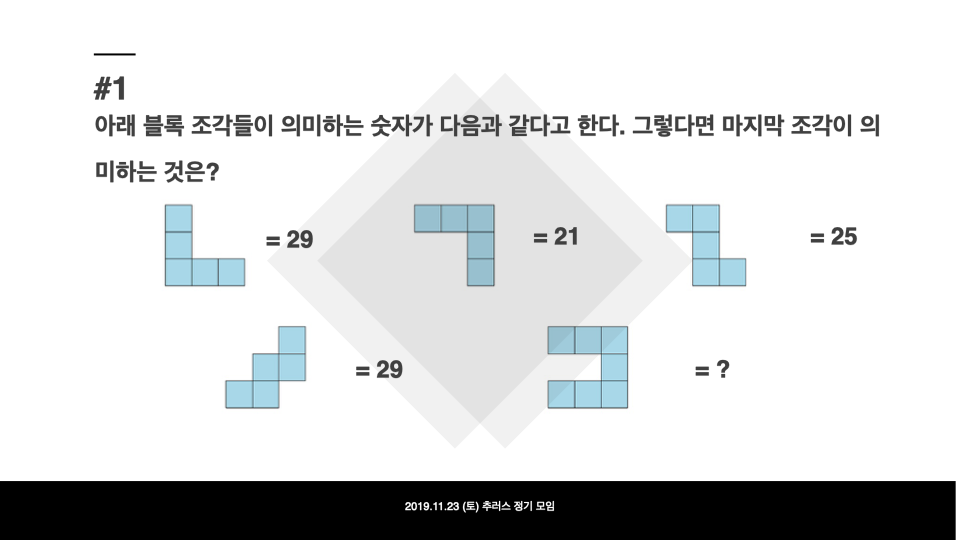 #1
아래 블록 조각들이 의미하는 숫자가 다음과 같다고 한다. 그렇다면 마지막 조각이 의
미하는 것은?
= 29
= 21
= 25
= 29
= ?
2019.11.23 (토) 추러스 정기 모임